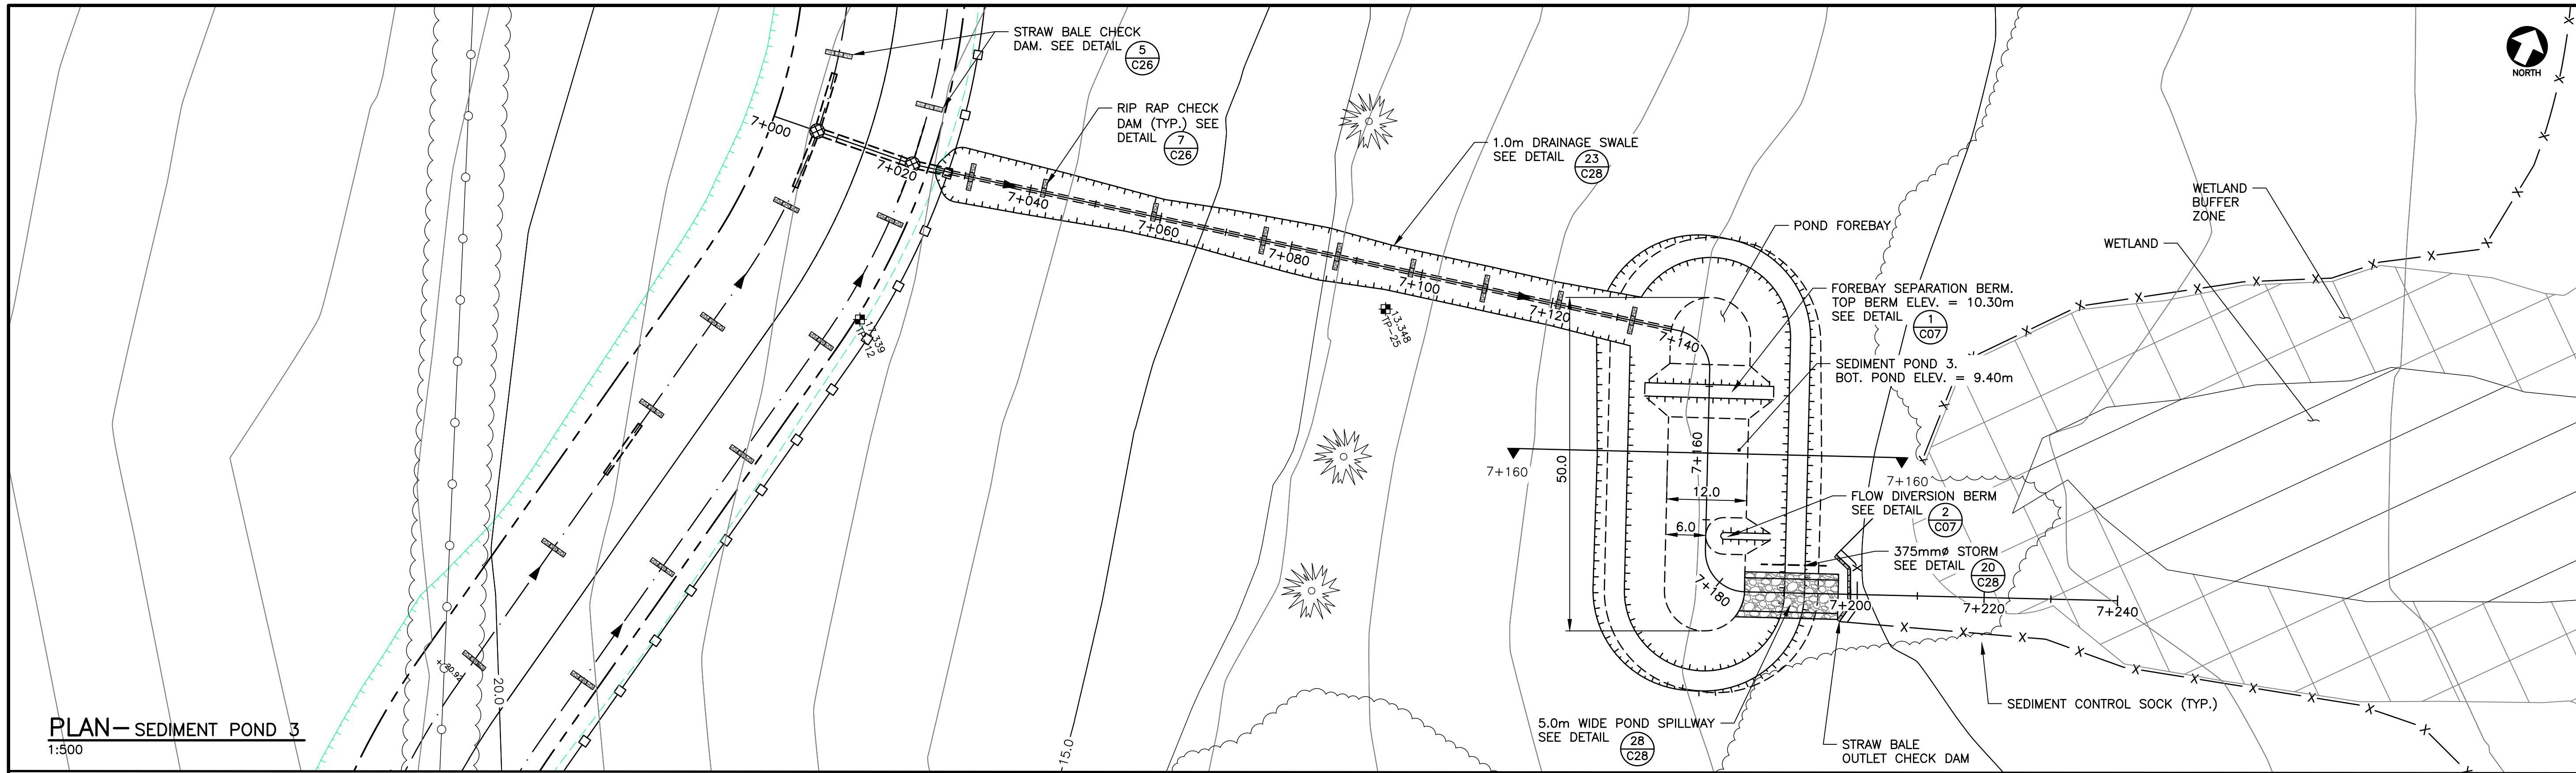 STRAW BALE CHECK
DAM. SEE DETAIL
5
C26
NORTH
RIP RAP CHECK
DAM (TYP.) SEE
DETAIL
7
C26
7+000
7+020
7+040
7+060
7+080
7+100
7+120
7+140
1.0m DRAINAGE SWALE
SEE DETAIL
23
C28
WETLAND
BUFFER
ZONE
WETLAND
POND FOREBAY
FOREBAY SEPARATION BERM.
TOP BERM ELEV. = 10.30m
SEE DETAIL
1
C07
13.348
TP-25
SEDIMENT POND 3.
BOT. POND ELEV. = 9.40m
50.0
7+160
7+160
7+160
12.0
6.0
FLOW DIVERSION BERM
SEE DETAIL
2
C07
375mmø STORM
SEE DETAIL
20
C28
7+180
7+200
7+220
7+240
20.92
20.0
15.0
SEDIMENT CONTROL SOCK (TYP.)
5.0m WIDE POND SPILLWAY
SEE DETAIL
28
C28
STRAW BALE
OUTLET CHECK DAM
PLAN- SEDIMENT POND 3
1:500